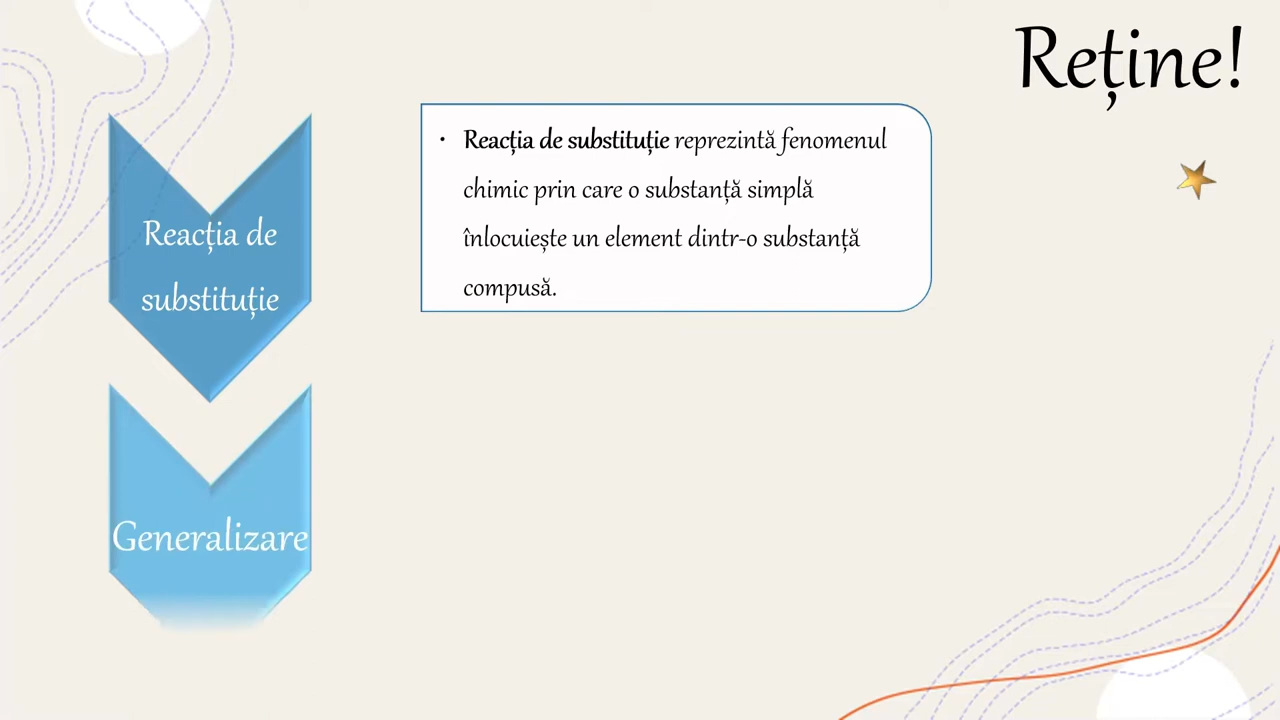 Reține!
Reacția de
substituție
• Reacția de substituție reprezintă fenomenul
chimic prin care o substanță simplă
înlocuiește un element dintr-o substanță
compusă.
Generalizare